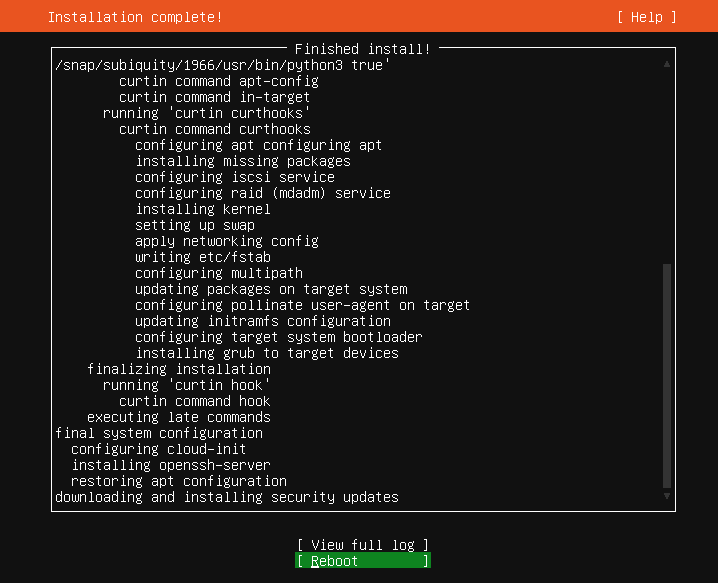 Installation complete! [ Help ]
Finished install!
/snap/subiquity/1966/usr/bin/python3 true'
curtin command apt-config
curtin command in-target
running 'curtin curthooks'
curtin command curthooks
configuring apt configuring apt
installing missing packages
configuring iscsi service
configuring raid (mdadm) service
installing kernel
setting up swap
apply networking config
writing etc/fstab
configuring multipath
updating packages on target system
configuring pollinate user-agent on target
updating initramfs configuration
configuring target system bootloader
installing grub to target devices
finalizing installation
running 'curtin hook'
curtin command hook
executing late commands
final system configuration
configuring cloud-init
installing openssh-server
restoring apt configuration
downloading and installing security updates
[ View full log ]
[ Reboot ]